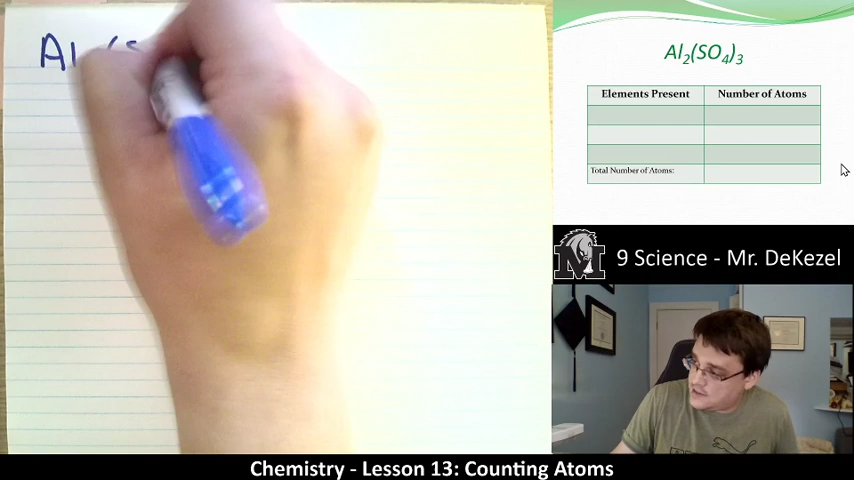 Al (S
Al₂(SO₄)₃
Elements Present Number of Atoms
Total Number of Atoms:
M
9 Science - Mr. DeKezel
Chemistry - Lesson 13: Counting Atoms